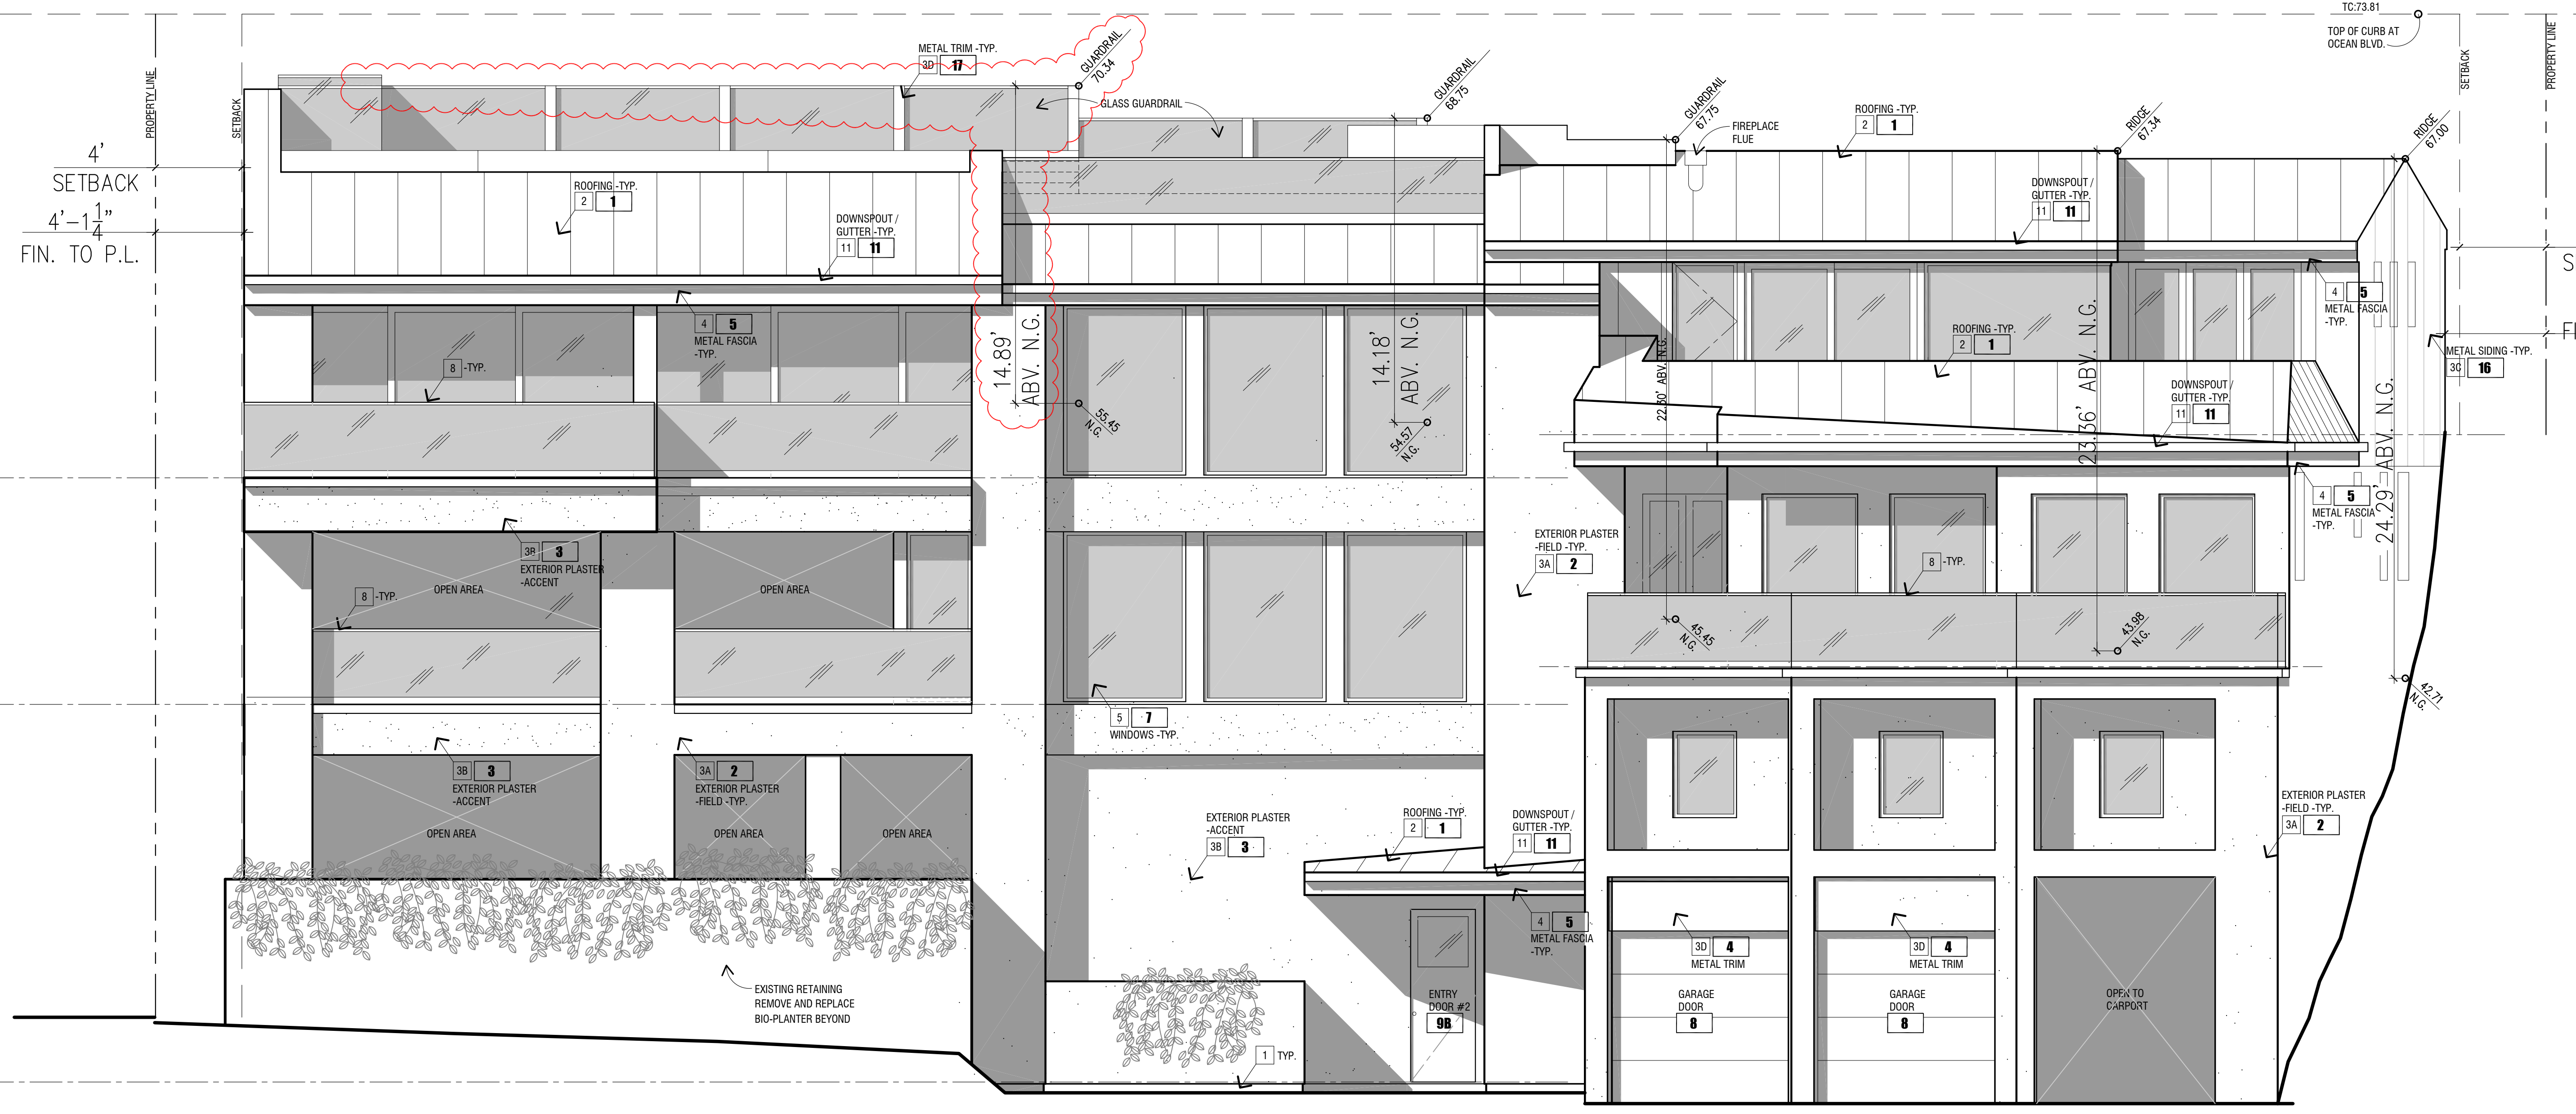 TC:73.81
TOP OF CURB AT
OCEAN BLVD.
PROPERTY LINE
SETBACK
SETBACK
PROPERTY LINE
METAL TRIM -TYP.
3D 17
GUARDRAIL
70.34
GLASS GUARDRAIL
GUARDRAIL
68.75
GUARDRAIL
67.75
FIREPLACE
FLUE
ROOFING -TYP.
2 1
RIDGE
67.34
RIDGE
67.00
4'
SETBACK
4'-1 1/4"
FIN. TO P.L.
ROOFING -TYP.
2 1
DOWNSPOUT /
GUTTER -TYP.
11 11
DOWNSPOUT /
GUTTER -TYP.
11 11
S
4 5
METAL FASCIA
-TYP.
4 5
METAL FASCIA
-TYP.
8 -TYP.
14.89'
ABV. N.G.
14.18'
ABV. N.G.
22.30' ABV. N.G.
23.36' ABV. N.G.
24.29' ABV. N.G.
ROOFING -TYP.
2 1
METAL SIDING -TYP.
3C 16
DOWNSPOUT /
GUTTER -TYP.
11 11
55.45
N.G.
54.57
N.G.
4 5
METAL FASCIA
-TYP.
3B 3
EXTERIOR PLASTER
-ACCENT
EXTERIOR PLASTER
-FIELD -TYP.
3A 2
8 -TYP.
OPEN AREA
OPEN AREA
8 -TYP.
45.45
N.G.
43.98
N.G.
42.71
N.G.
5 7
WINDOWS -TYP.
3B 3
EXTERIOR PLASTER
-ACCENT
3A 2
EXTERIOR PLASTER
-FIELD -TYP.
EXTERIOR PLASTER
-FIELD -TYP.
3A 2
OPEN AREA
OPEN AREA
OPEN AREA
EXTERIOR PLASTER
-ACCENT
3B 3
ROOFING -TYP.
2 1
DOWNSPOUT /
GUTTER -TYP.
11 11
4 5
METAL FASCIA
-TYP.
3D 4
METAL TRIM
3D 4
METAL TRIM
EXISTING RETAINING
REMOVE AND REPLACE
BIO-PLANTER BEYOND
ENTRY
DOOR #2
9B
GARAGE
DOOR
8
GARAGE
DOOR
8
OPEN TO
CARPORT
1 TYP.